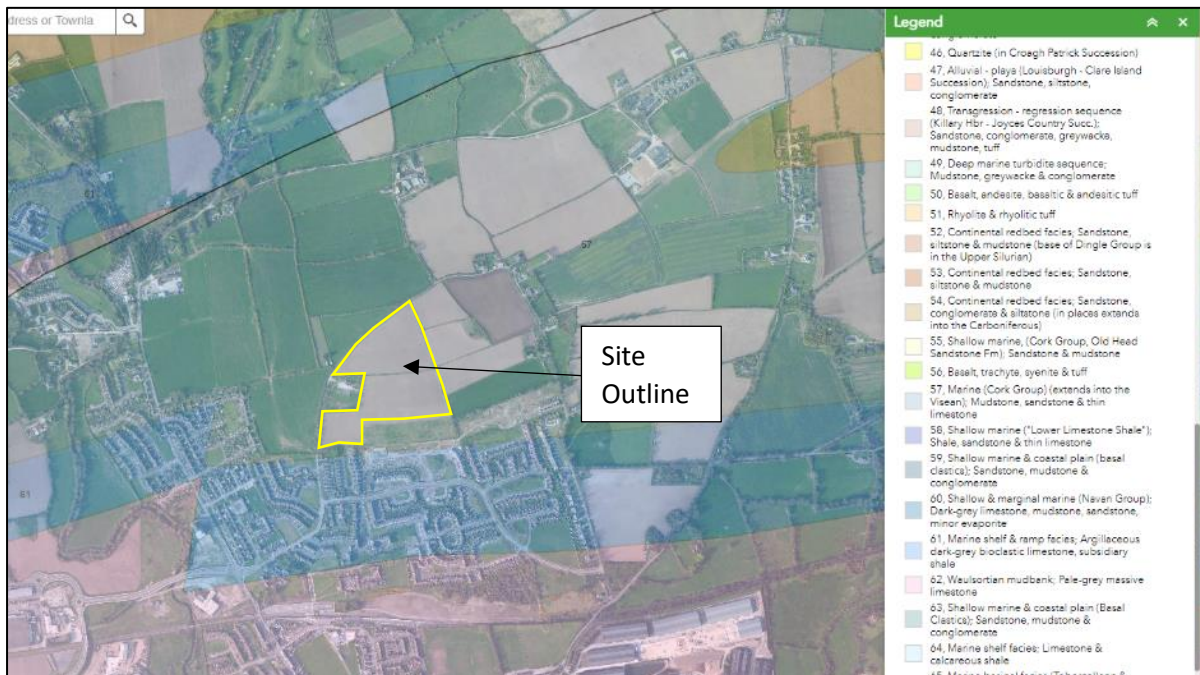 dress or Townla
Legend
46, Quartzite (in Croagh Patrick Succession)
47, Alluvial - playa (Louisburgh - Clare Island
Succession); Sandstone, siltstone,
conglomerate
48, Transgression - regression sequence
(Killary Hbr - Joyces Country Succ.);
Sandstone, conglomerate, greywacke,
mudstone, tuff
49, Deep marine turbidite sequence;
Mudstone, greywacke & conglomerate
50, Basalt, andesite, basaltic & andesitic tuff
51, Rhyolite & rhyolitic tuff
52, Continental redbed facies; Sandstone,
siltstone & mudstone (base of Dingle Group is
in the Upper Silurian)
53, Continental redbed facies; Sandstone,
siltstone & mudstone
54, Continental redbed facies; Sandstone,
conglomerate & siltstone (in places extends
into the Carboniferous)
55, Shallow marine, (Cork Group, Old Head
Sandstone Fm); Sandstone & mudstone
56, Basalt, trachyte, syenite & tuff
57, Marine (Cork Group) (extends into the
Visean); Mudstone, sandstone & thin
limestone
58, Shallow marine ("Lower Limestone Shale");
Shale, sandstone & thin limestone
59, Shallow marine & coastal plain (basal
clastics); Sandstone, mudstone &
conglomerate
60, Shallow & marginal marine (Navan Group);
Dark-grey limestone, mudstone, sandstone,
minor evaporite
61, Marine shelf & ramp facies; Argillaceous
dark-grey bioclastic limestone, subsidiary
shale
62, Waulsortian mudbank; Pale-grey massive
limestone
63, Shallow marine & coastal plain (Basal
Clastics); Sandstone, mudstone &
conglomerate
64, Marine shelf facies; Limestone &
calcareous shale
61
57
Site
Outline
61